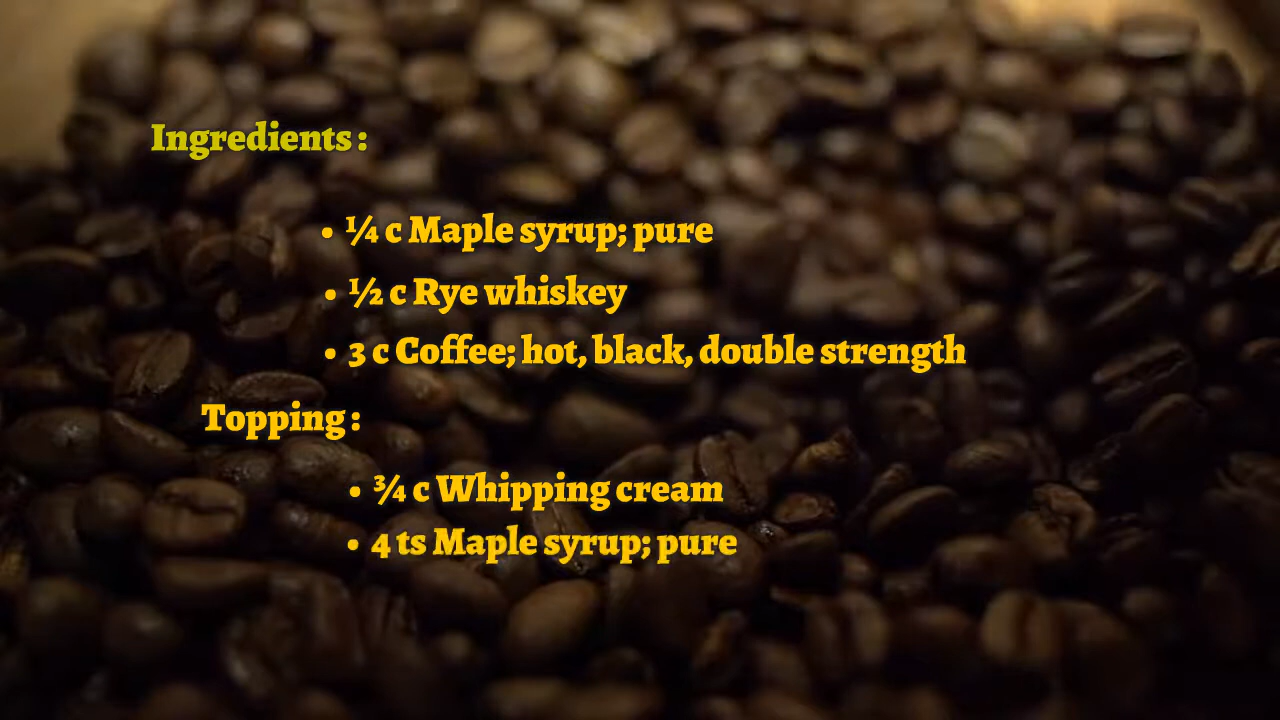 Ingredients :
• ¼ c Maple syrup; pure
• ½ c Rye whiskey
• 3 c Coffee; hot, black, double strength
Topping :
• ¾ c Whipping cream
• 4 ts Maple syrup; pure